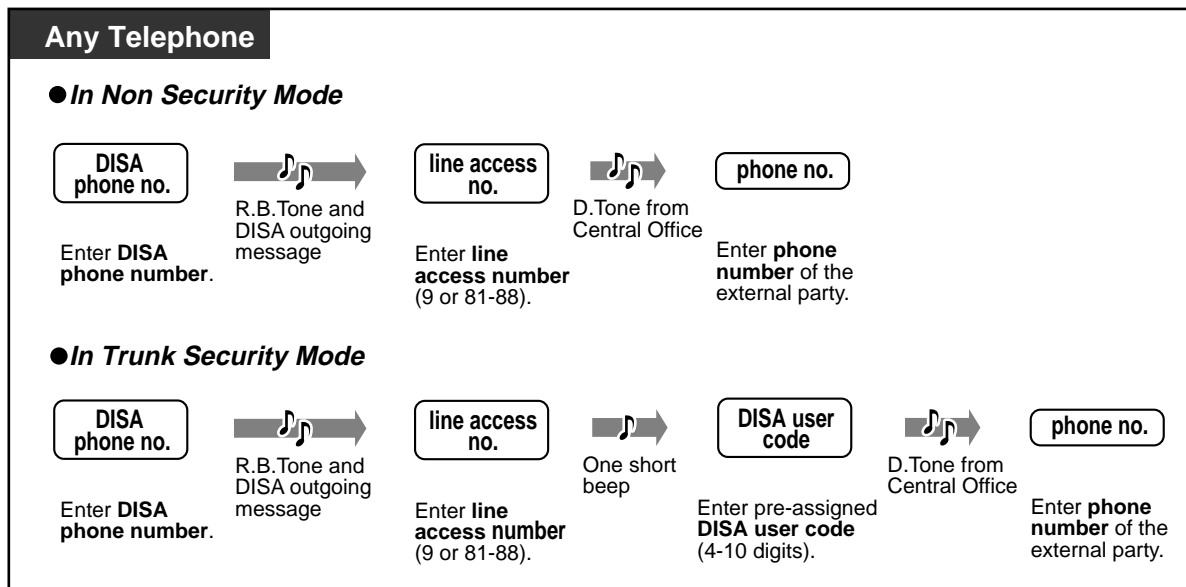 Any Telephone
●In Non Security Mode
DISA
phone no.
R.B.Tone and
DISA outgoing
message
line access
no.
D.Tone from
Central Office
phone no.
Enter DISA
phone number.
Enter line
access number
(9 or 81-88).
Enter phone
number of the
external party.
●In Trunk Security Mode
DISA
phone no.
R.B.Tone and
DISA outgoing
message
line access
no.
One short
beep
DISA user
code
D.Tone from
Central Office
phone no.
Enter DISA
phone number.
Enter line
access number
(9 or 81-88).
Enter pre-assigned
DISA user code
(4-10 digits).
Enter phone
number of the
external party.